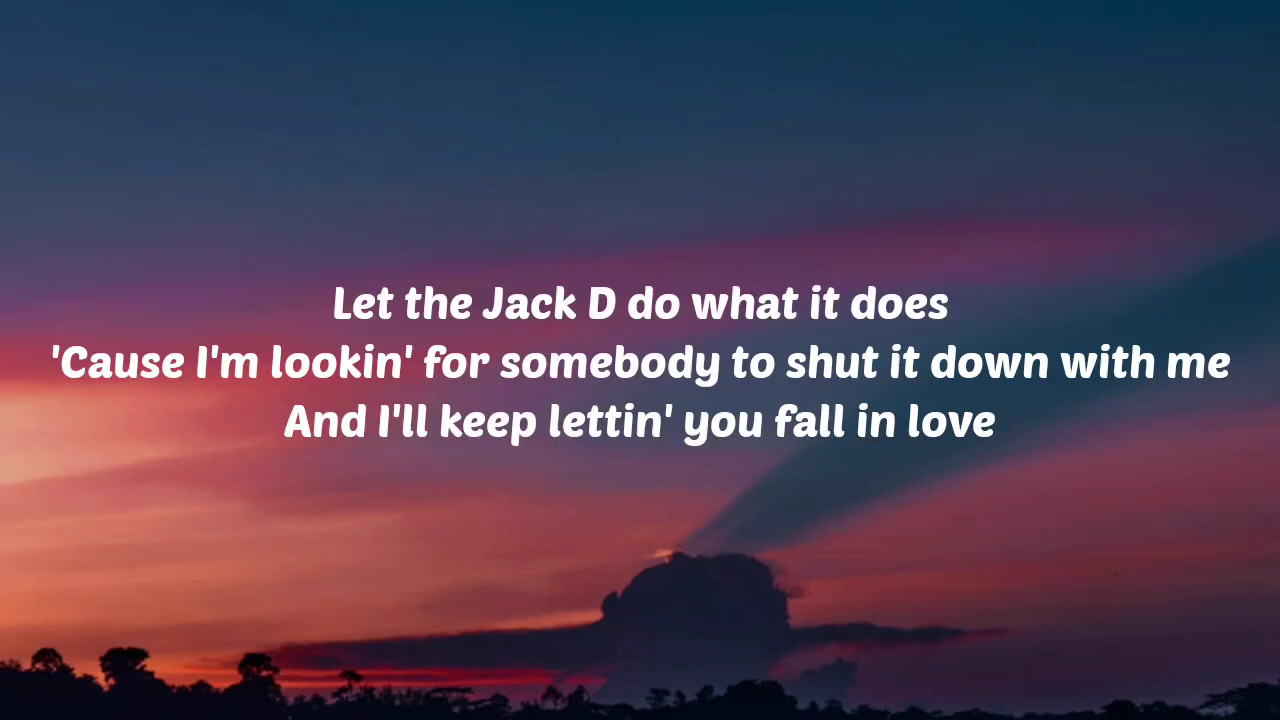 Let the Jack D do what it does
'Cause I'm lookin' for somebody to shut it down with me
And I'll keep lettin' you fall in love